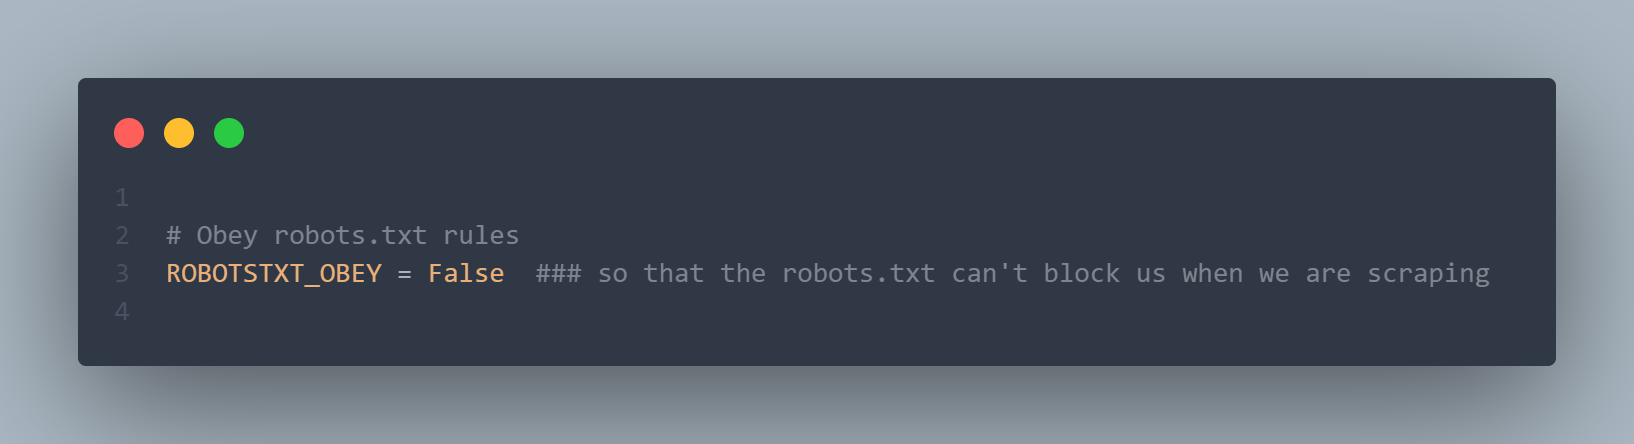 1
2 # Obey robots.txt rules
3 ROBOTSTXT_OBEY = False  ### so that the robots.txt can't block us when we are scraping
4